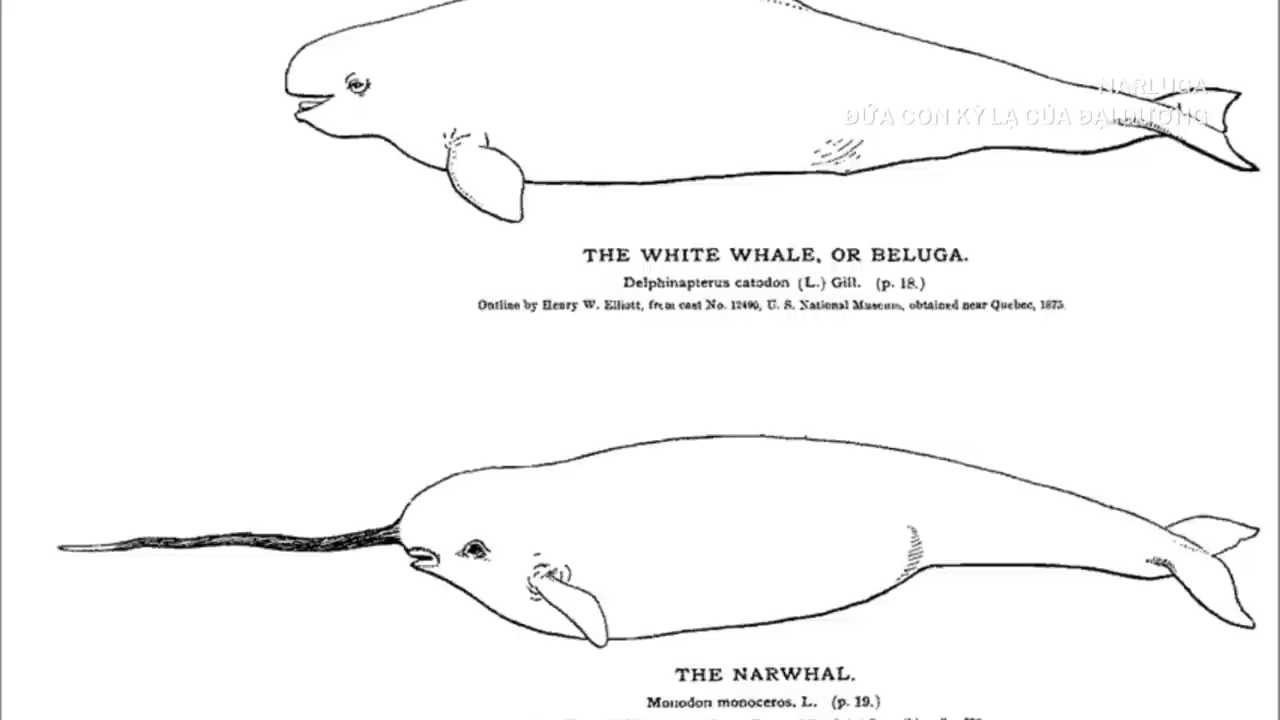 NARLUGA
ĐỨA CON KỲ LẠ CỦA ĐẠI DƯƠNG
THE WHITE WHALE, OR BELUGA.
Delphinapterus catodon (L.) Gill. (p. 18.)
Outline by Henry W. Elliott, from cast No. 12490, U. S. National Museum, obtained near Quebec, 1875.
THE NARWHAL.
Monodon monoceros, L. (p. 19.)